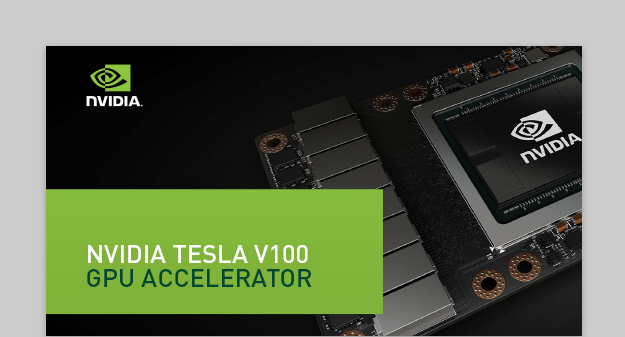 NVIDIA.
NVIDIA
NVIDIA TESLA V100
GPU ACCELERATOR